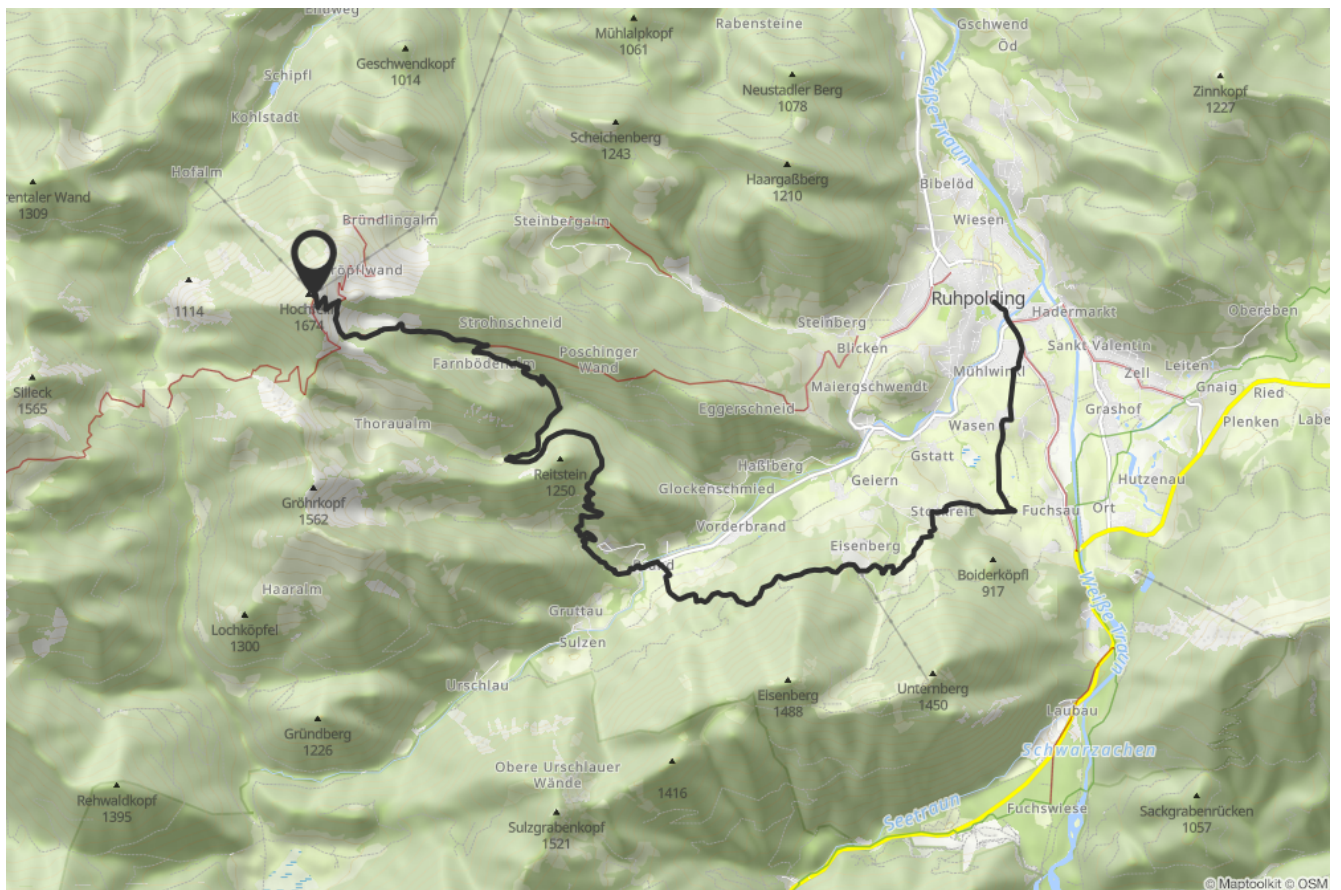 Entweg
Mühlalpkopf
1061
Rabensteine
Gschwend
Öd
Geschwendkopf
1014
Schipfl
Neustadler Berg
1078
Zinnkopf
1227
Weiße Traun
Kohlstadt
Scheichenberg
1243
Hofalm
Haargaßberg
1210
Bibelöd
rentaler Wand
1309
Bründlingalm
Steinbergalm
Wiesen
1114
1674
Ruhpolding
Hadermarkt
Obereben
Strohnschneid
Steinberg
Blicken
Sankt Valentin
Farnbödenalm
Poschinger
Wand
Zell
Leiten
Gnaig
Ried
Silleck
1565
Maiergschwendt
Eggerschneid
Grashof
Plenken
Labe
Thoraualm
Wasen
Gstatt
Haßlberg
Reitstein
1250
Geiern
Hutzenau
Gröhrkopf
1562
Glockenschmied
Vorderbrand
Fuchsau
Ort
Eisenberg
Boiderköpfl
917
Haaralm
Lochköpfel
1300
Gruttau
Sulzen
Weiße Traun
Urschlau
Eisenberg
1488
Unternberg
1450
Gründberg
1226
Laubau
Schwarzachen
Obere Urschlauer
Wände
1416
Rehwaldkopf
1395
Sulzgrabenkopf
1521
Seetraun
Fuchswiese
Sackgrabenrücken
1057
© Maptoolkit © OSM